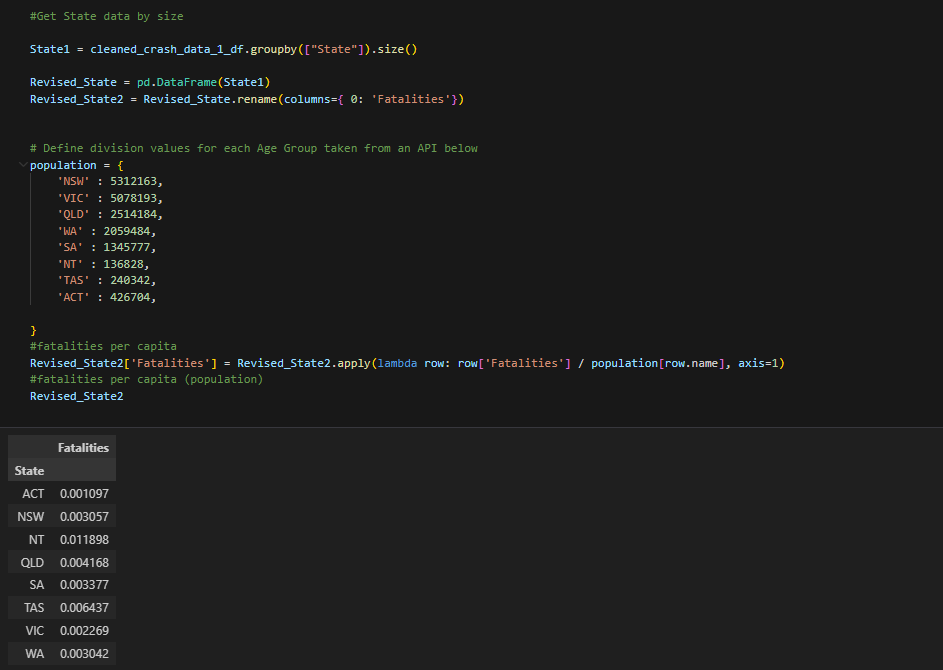 #Get State data by size
State1 = cleaned_crash_data_1_df.groupby(["State"]).size()
Revised_State = pd.DataFrame(State1)
Revised_State2 = Revised_State.rename(columns={ 0: 'Fatalities'})
# Define division values for each Age Group taken from an API below
population = {
'NSW' : 5312163,
'VIC' : 5078193,
'QLD' : 2514184,
'WA' : 2059484,
'SA' : 1345777,
'NT' : 136828,
'TAS' : 240342,
'ACT' : 426704,
}
#fatalities per capita
Revised_State2['Fatalities'] = Revised_State2.apply(lambda row: row['Fatalities'] / population[row.name], axis=1)
#fatalities per capita (population)
Revised_State2
Fatalities
State
ACT 0.001097
NSW 0.003057
NT 0.011898
QLD 0.004168
SA 0.003377
TAS 0.006437
VIC 0.002269
WA 0.003042